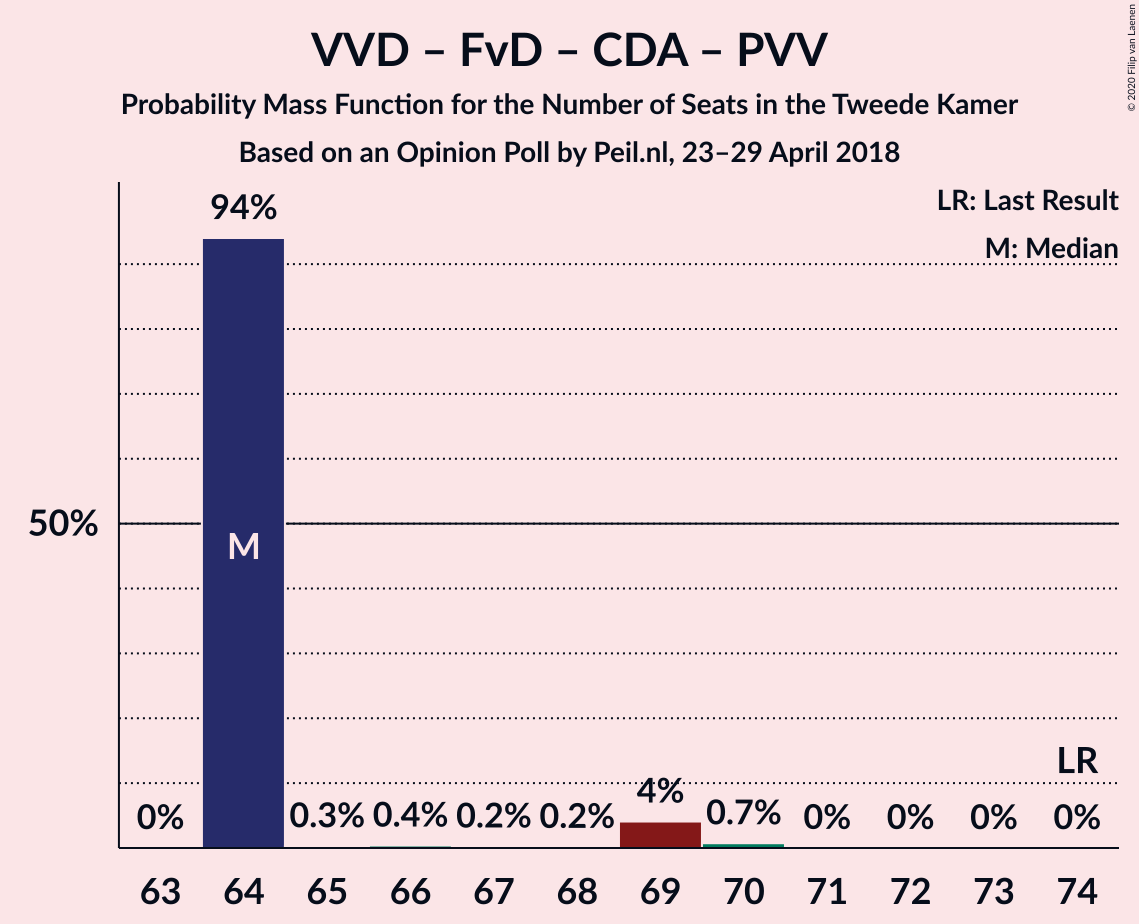 VVD – FvD – CDA – PVV
Probability Mass Function for the Number of Seats in the Tweede Kamer
Based on an Opinion Poll by Peil.nl, 23–29 April 2018
© 2020 Filip van Laenen
LR: Last Result
M: Median
94%
50%
M
LR
0% 0.3% 0.4% 0.2% 0.2% 4% 0.7% 0% 0% 0% 0%
63 64 65 66 67 68 69 70 71 72 73 74